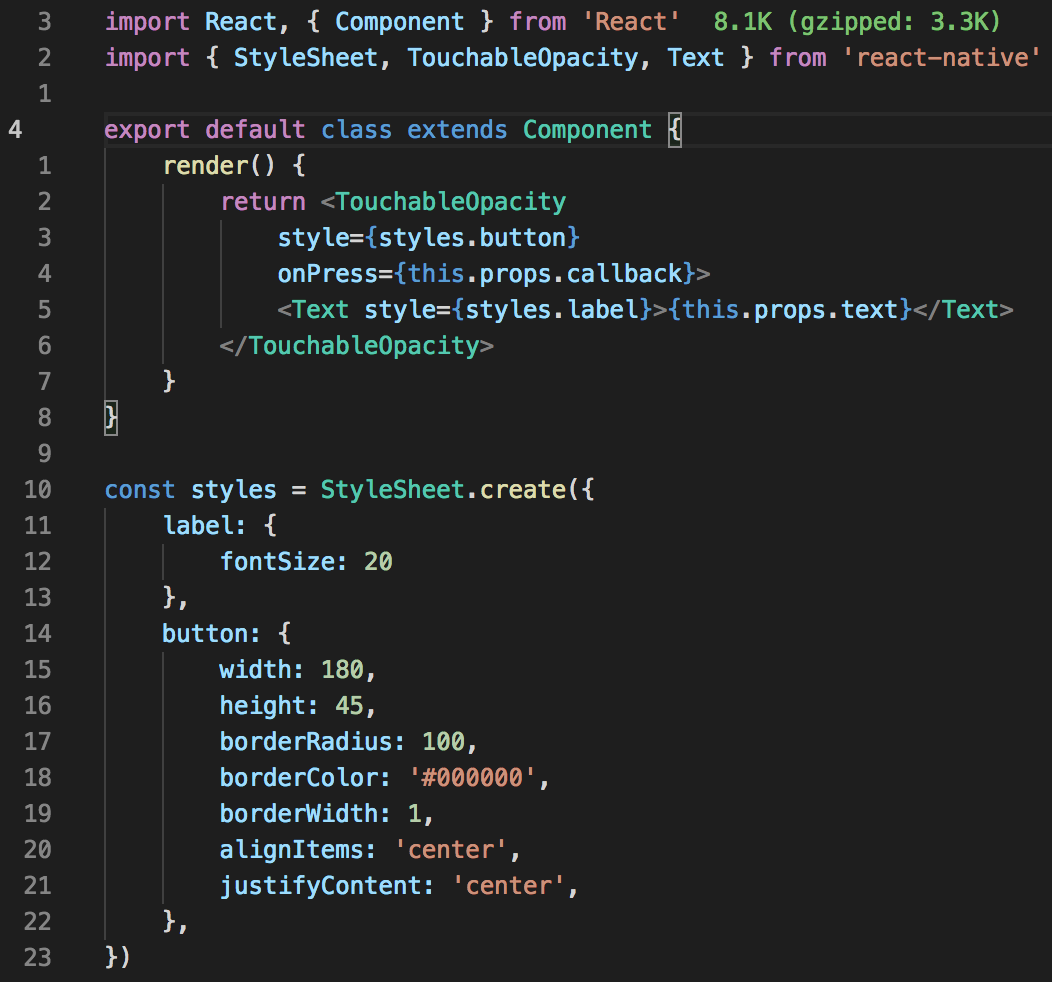 3 import React, { Component } from 'React' 8.1K (gzipped: 3.3K)
2 import { StyleSheet, TouchableOpacity, Text } from 'react-native'
1
4 export default class extends Component {
1     render() {
2         return <TouchableOpacity
3             style={styles.button}
4             onPress={this.props.callback}>
5             <Text style={styles.label}>{this.props.text}</Text>
6         </TouchableOpacity>
7     }
8 }
9
10 const styles = StyleSheet.create({
11     label: {
12         fontSize: 20
13     },
14     button: {
15         width: 180,
16         height: 45,
17         borderRadius: 100,
18         borderColor: '#000000',
19         borderWidth: 1,
20         alignItems: 'center',
21         justifyContent: 'center',
22     },
23 })